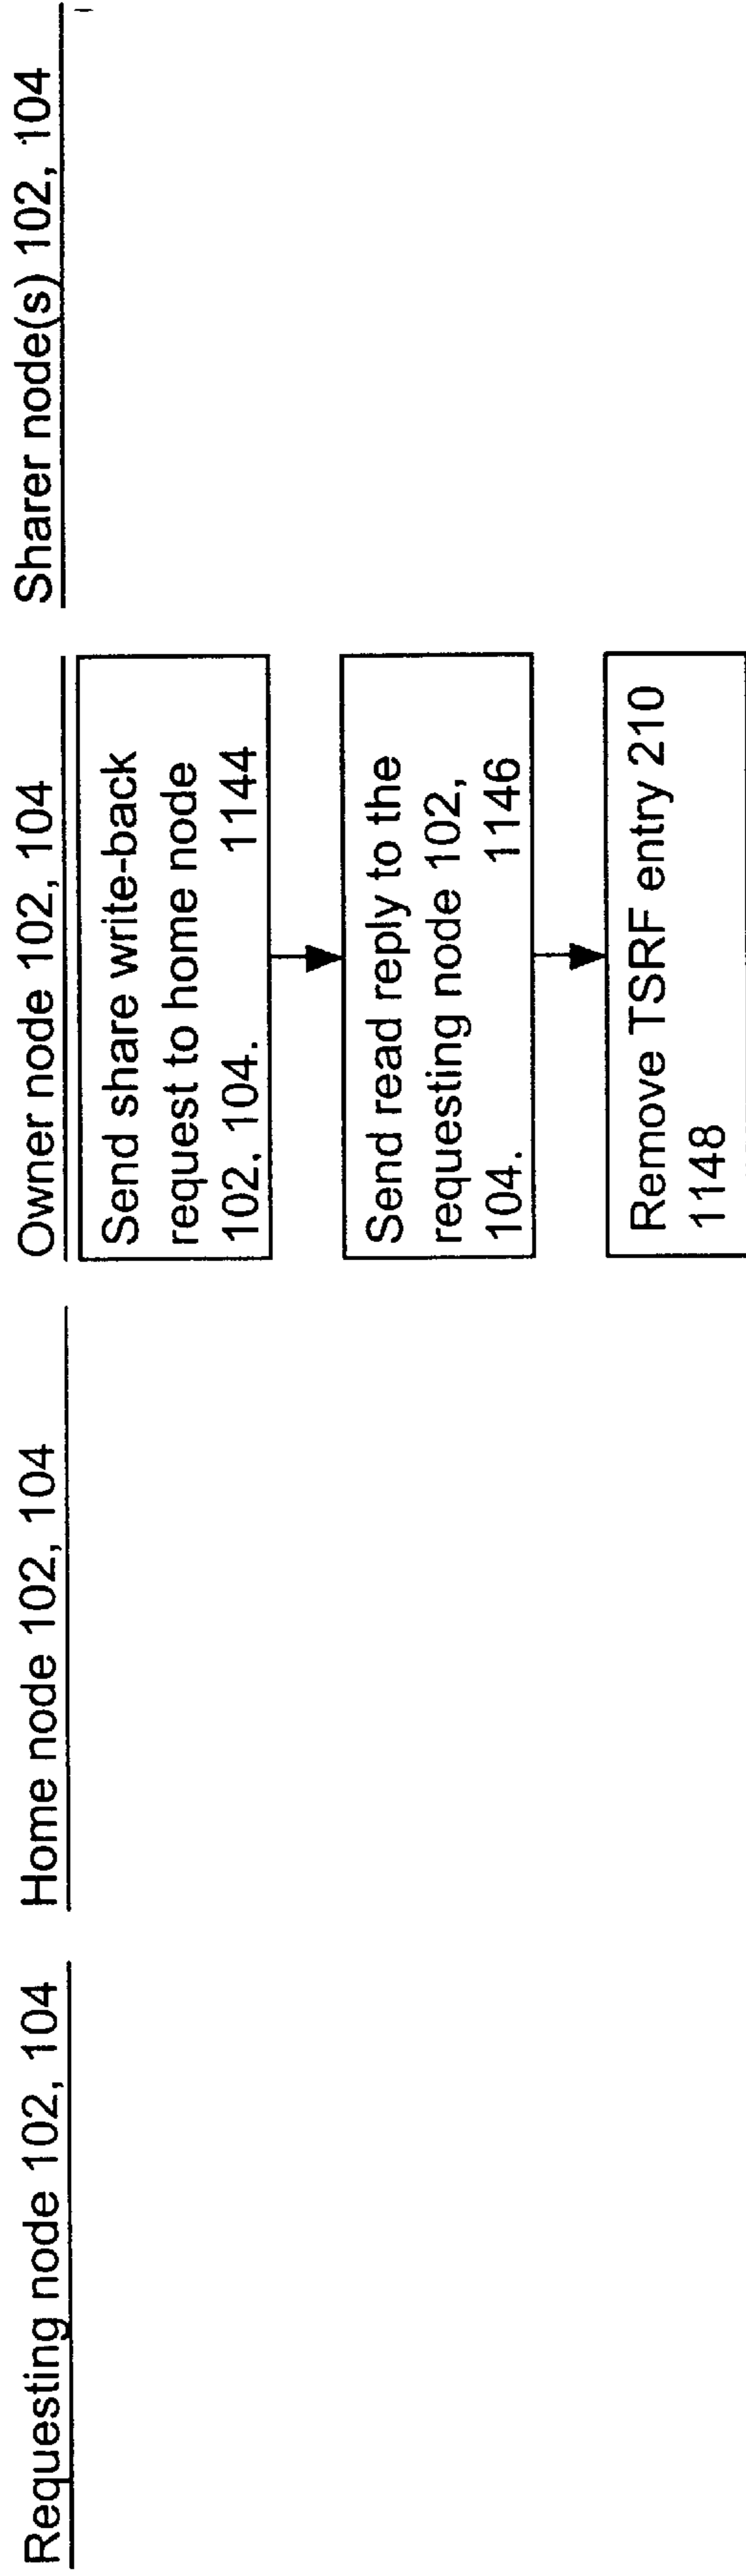 Requesting node 102, 104
Home node 102, 104
Owner node 102, 104
Sharer node(s) 102, 104
Send share write-back
request to home node
102, 104. 1144
Send read reply to the
requesting node 102,
104. 1146
Remove TSRF entry 210
1148